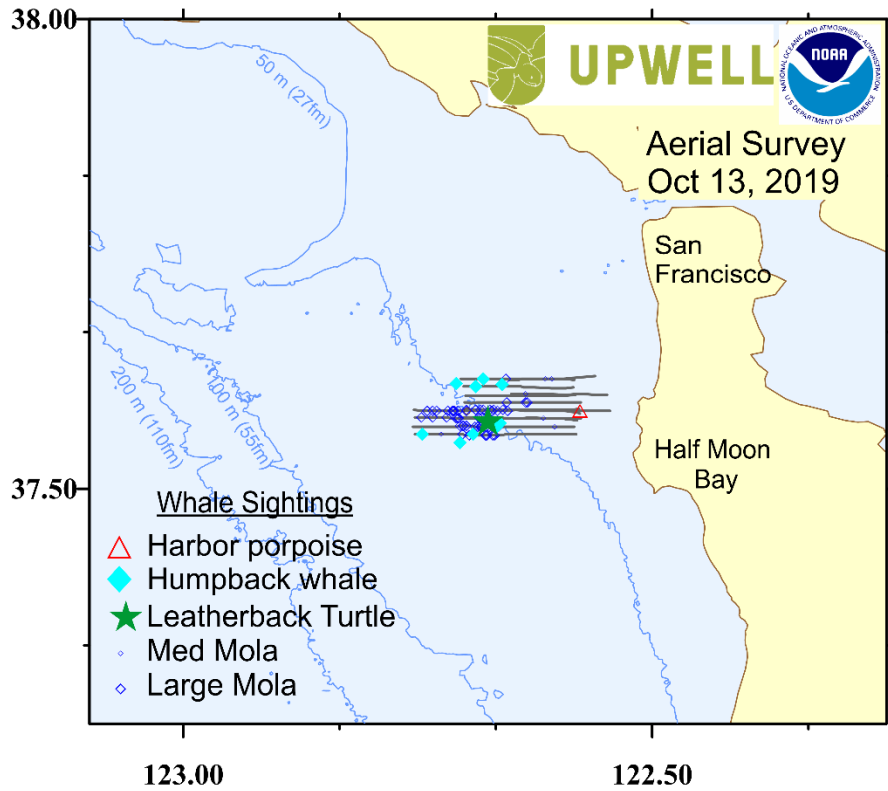 38.00
50 m (27fm)
UPWELL
NATIONAL OCEANIC AND ATMOSPHERIC ADMINISTRATION
NOAA
U.S. DEPARTMENT OF COMMERCE
Aerial Survey
Oct 13, 2019
San
Francisco
200 m (110fm)
100 m (55fm)
Half Moon
Bay
37.50
Whale Sightings
Harbor porpoise
Humpback whale
Leatherback Turtle
Med Mola
Large Mola
123.00
122.50